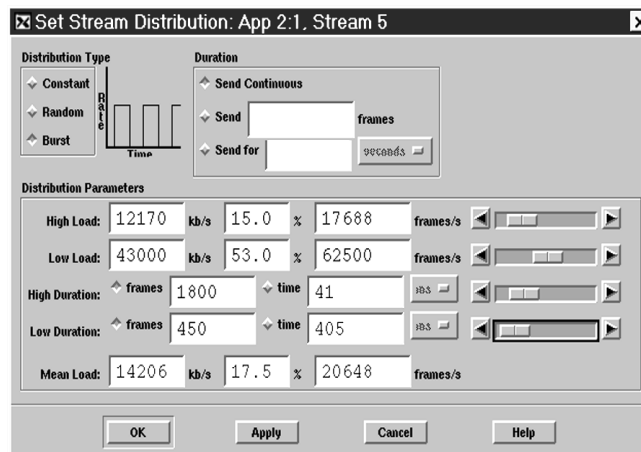 Set Stream Distribution: App 2:1, Stream 5
Distribution Type
Constant
Random
Burst
Rate
Time
Duration
Send Continuous
Send frames
Send for seconds
Distribution Parameters
High Load: 12170 kb/s 15.0 % 17688 frames/s
Low Load: 43000 kb/s 53.0 % 62500 frames/s
High Duration: frames 1800 time 41 ms
Low Duration: frames 450 time 405 ms
Mean Load: 14206 kb/s 17.5 % 20648 frames/s
OK Apply Cancel Help